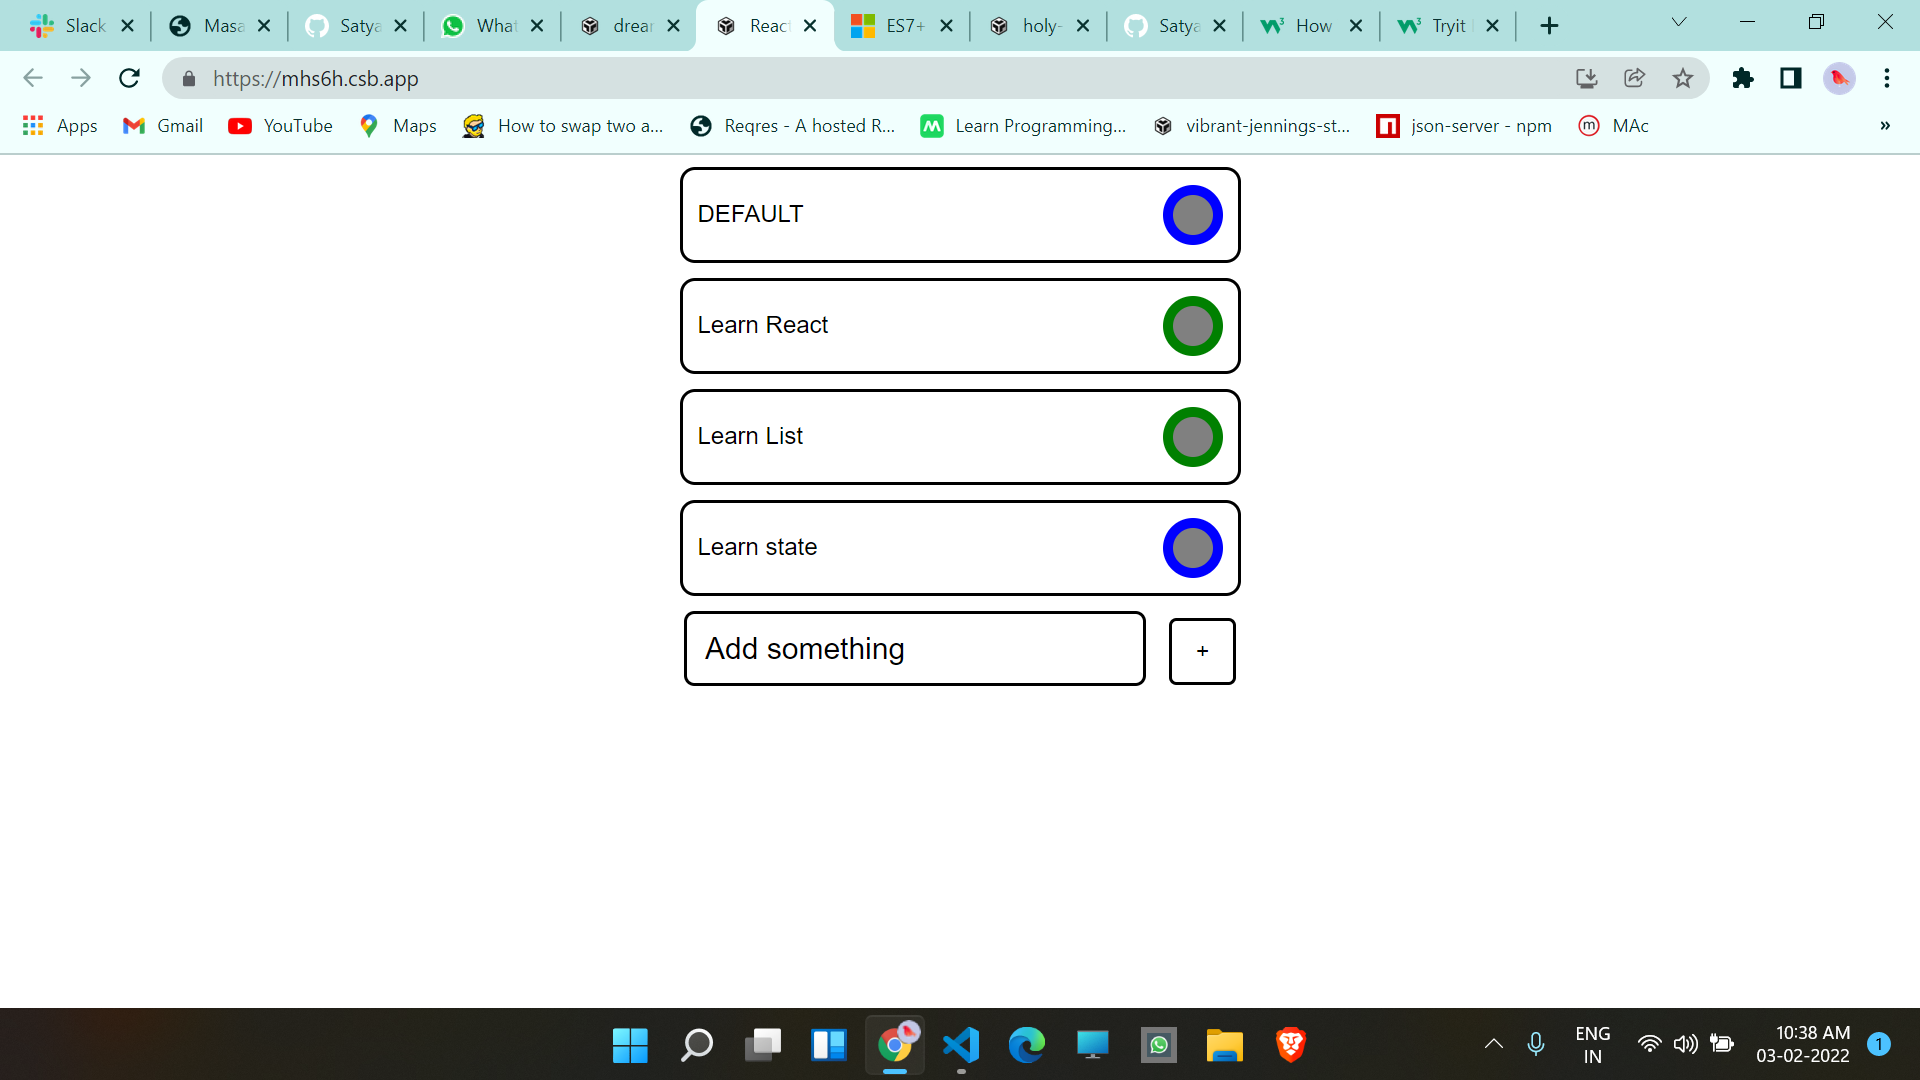 Slack
Masa
Satya
What
drear
React
ES7+
holy-
Satya
How
Tryit
https://mhs6h.csb.app
Apps
Gmail
YouTube
Maps
How to swap two a...
Reqres - A hosted R...
Learn Programming...
vibrant-jennings-st...
json-server - npm
MAc
»
DEFAULT
Learn React
Learn List
Learn state
Add something
+
ENG
IN
10:38 AM
03-02-2022
1